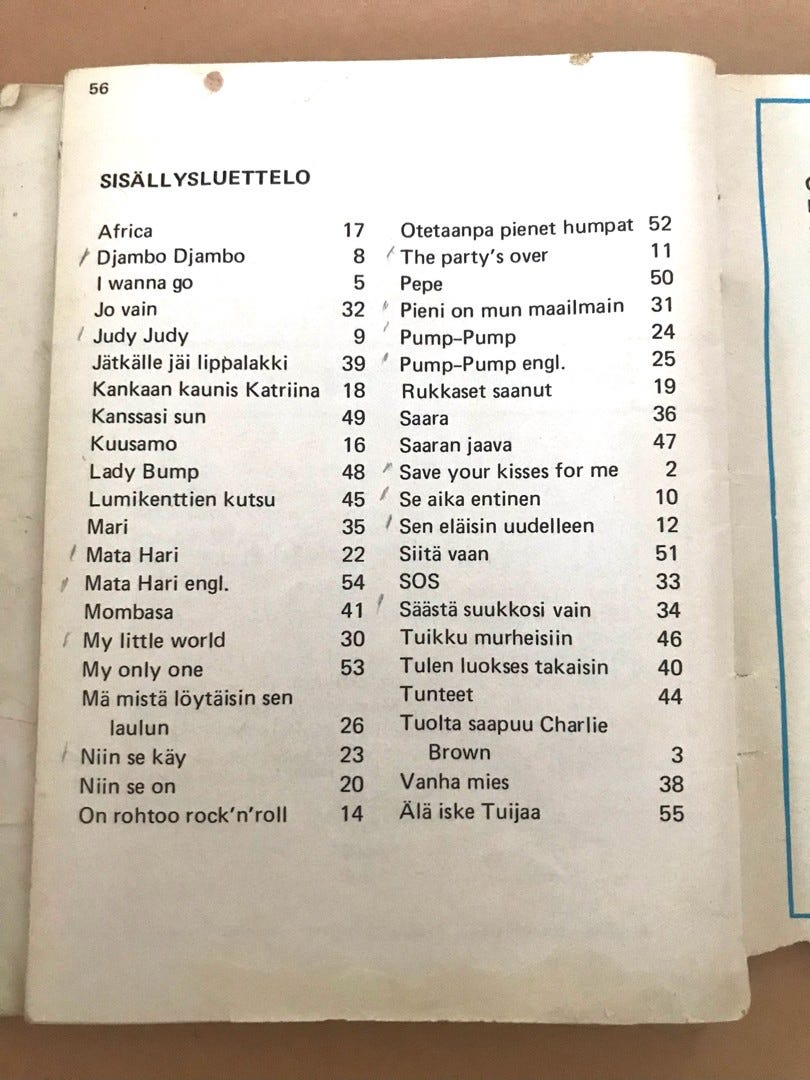 56
SISÄLLYSLUETTELO
Africa 17
Djambo Djambo 8
I wanna go 5
Jo vain 32
Judy Judy 9
Jätkälle jäi lippalakki 39
Kankaan kaunis Katriina 18
Kanssasi sun 49
Kuusamo 16
Lady Bump 48
Lumikenttien kutsu 45
Mari 35
Mata Hari 22
Mata Hari engl. 54
Mombasa 41
My little world 30
My only one 53
Mä mistä löytäisin sen
laulun 26
Niin se käy 23
Niin se on 20
On rohtoo rock'n'roll 14
Otetaanpa pienet humpat 52
The party's over 11
Pepe 50
Pieni on mun maailmain 31
Pump–Pump 24
Pump–Pump engl. 25
Rukkaset saanut 19
Saara 36
Saaran jaava 47
Save your kisses for me 2
Se aika entinen 10
Sen eläisin uudelleen 12
Siitä vaan 51
SOS 33
Säästä suukkosi vain 34
Tuikku murheisiin 46
Tulen luokses takaisin 40
Tunteet 44
Tuolta saapuu Charlie
Brown 3
Vanha mies 38
Älä iske Tuijaa 55